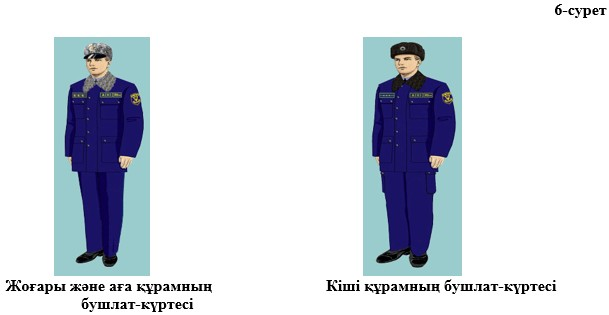 6-сурет
Жоғары және аға құрамның
бушлат-күртесі
Кіші құрамның бушлат-күртесі